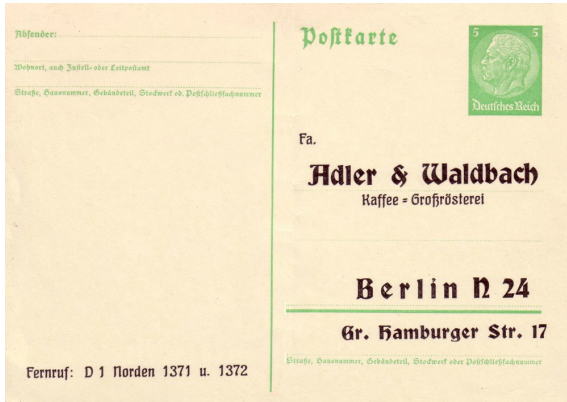 Absender:
Wohnort, auch Zustell- oder Leitpostamt
Straße, Hausnummer, Gebäudeteil, Stockwerk od. Postschließfachnummer
Fernruf: D 1 Norden 1371 u. 1372
Postkarte
5 5
Deutsches Reich
Fa.
Adler & Waldbach
Kaffee = Großrösterei
Berlin N 24
Gr. Hamburger Str. 17
Straße, Hausnummer, Gebäudeteil, Stockwerk oder Postschließfachnummer